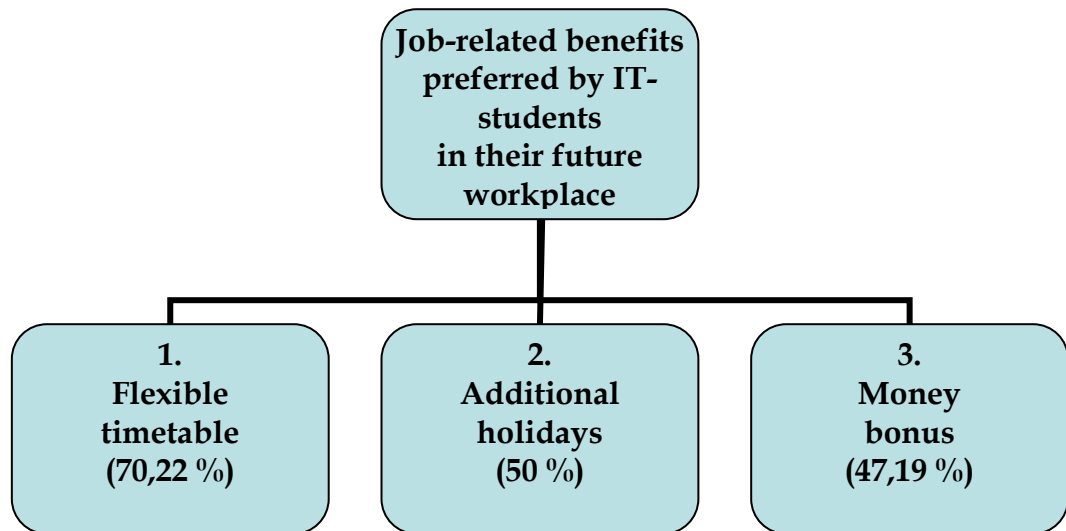 Job-related benefits
preferred by IT-
students
in their future
workplace
1.
Flexible
timetable
(70,22 %)
2.
Additional
holidays
(50 %)
3.
Money
bonus
(47,19 %)